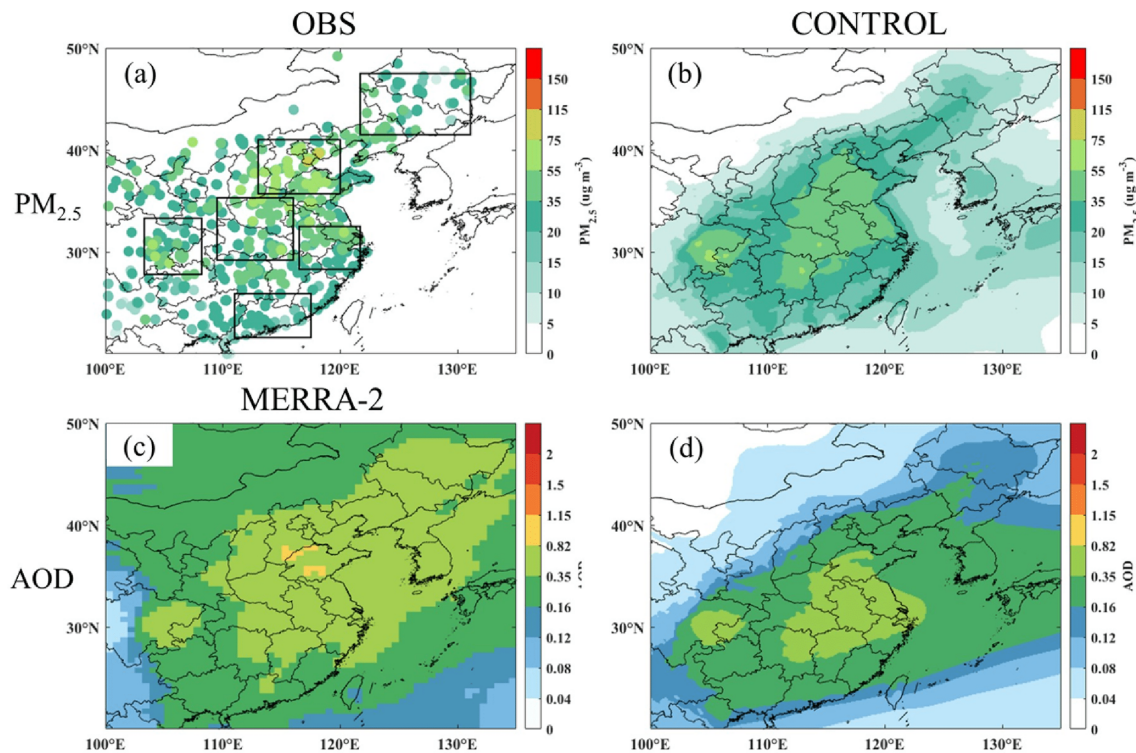 OBS CONTROL
50°N (a) 150 50°N (b) 150
115 115
40°N 75 40°N 75
55 55
PM2.5 35 PM2.5 (ug m-3) 35
30°N 20 30°N 20
15 15
10 10
5 5
0 0
100°E 110°E 120°E 130°E 100°E 110°E 120°E 130°E
MERRA-2
50°N (c) 2 50°N (d) 2
1.5 1.5
40°N 1.15 40°N 1.15
0.82 0.82
AOD 0.35 0.35 AOD
0.16 0.16
30°N 0.12 30°N 0.12
0.08 0.08
0.04 0.04
0 0
100°E 110°E 120°E 130°E 100°E 110°E 120°E 130°E